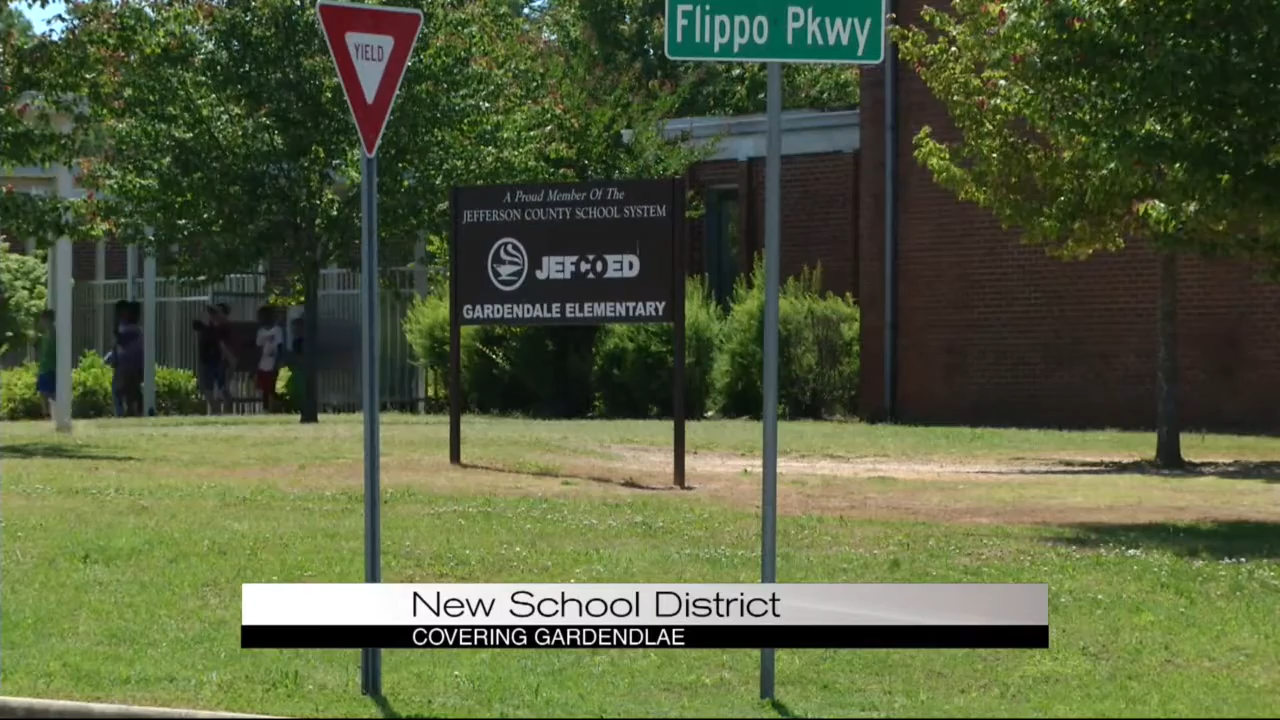 Flippo Pkwy
YIELD
A Proud Member Of The
JEFFERSON COUNTY SCHOOL SYSTEM
JEFCOED
GARDENDALE ELEMENTARY
New School District
COVERING GARDENDLAE